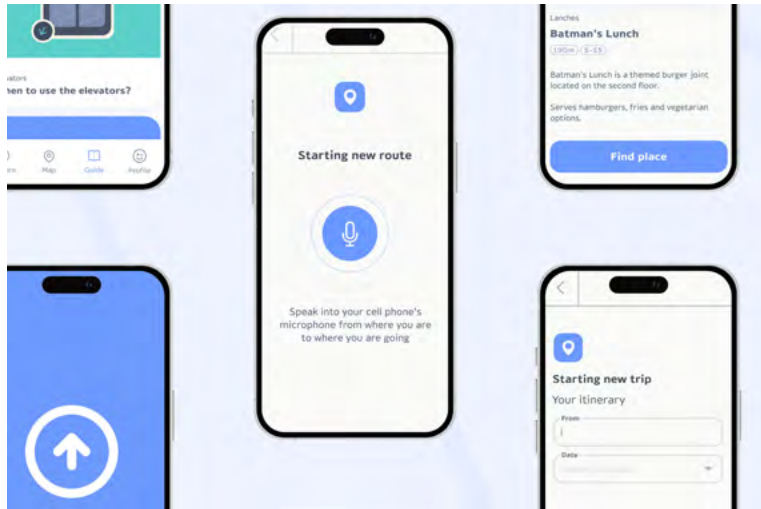 vators
hen to use the elevators?
Map
Guide
Profile
Starting new route
Speak into your cell phone's
microphone from where you are
to where you are going
Lanches
Batman's Lunch
Batman's Lunch is a themed burger joint
located on the second floor.
Serves hamburgers, fries and vegetarian
options.
Find place
Starting new trip
Your itinerary
From
Date